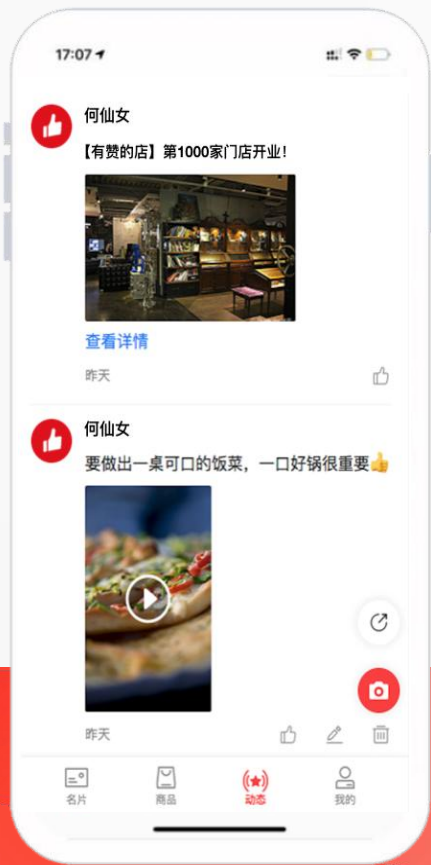 17:07
何仙女
【有赞的店】第1000家门店开业!
查看详情
昨天
何仙女
要做出一桌可口的饭菜，一口好锅很重要👍
昨天
名片
商品
动态
我的